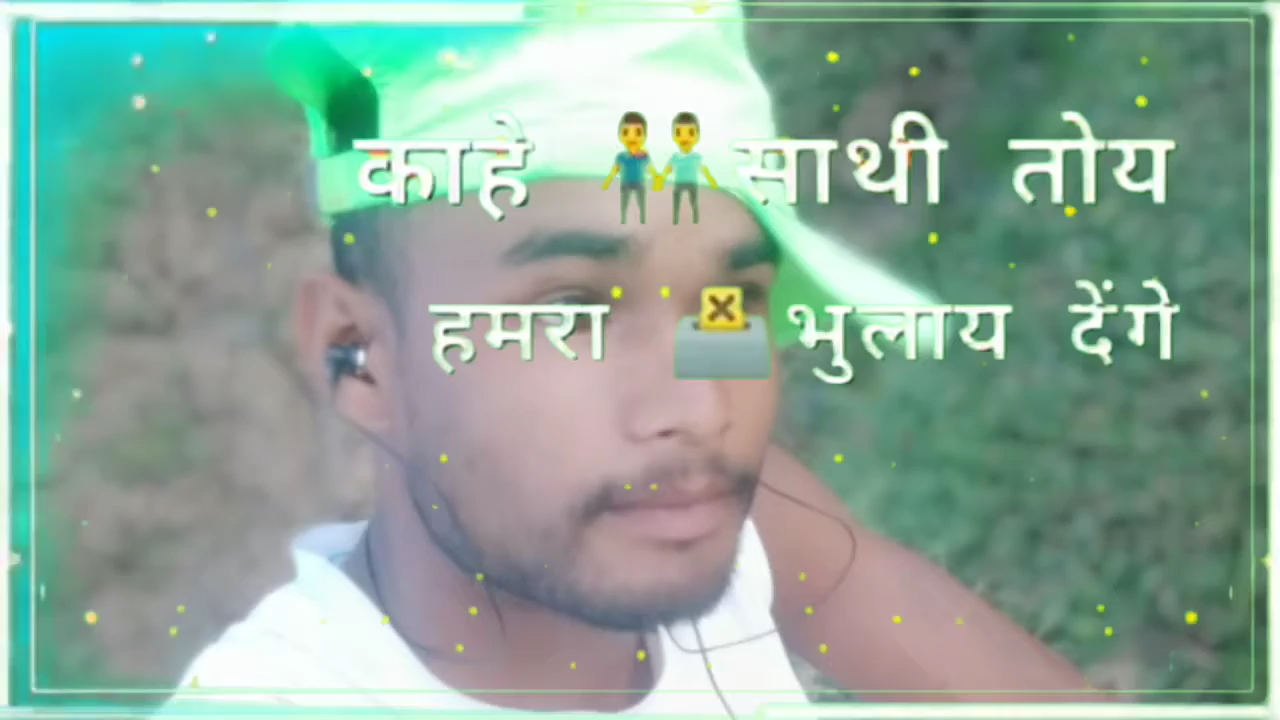 काहे 👬 साथी तोय
हमरा 🗳️ भुलाय देंगे